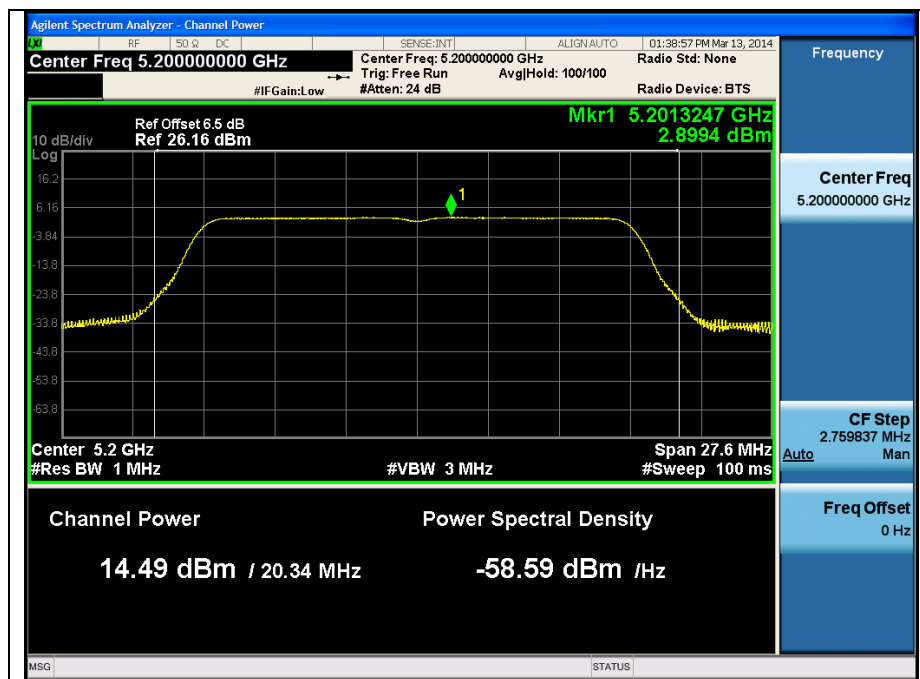 Agilent Spectrum Analyzer - Channel Power
LXI RF 50 Ω DC SENSE:INT ALIGN AUTO 01:38:57 PM Mar 13, 2014
Center Freq 5.200000000 GHz
Center Freq: 5.200000000 GHz
Radio Std: None
Trig: Free Run Avg|Hold: 100/100
#IFGain:Low
#Atten: 24 dB
Radio Device: BTS
Mkr1 5.2013247 GHz
2.8994 dBm
Ref Offset 6.5 dB
10 dB/div Ref 26.16 dBm
Log
16.2
6.16
-3.84
-13.8
-23.8
-33.8
-43.8
-53.8
-63.8
1
Center 5.2 GHz Span 27.6 MHz
#Res BW 1 MHz #VBW 3 MHz #Sweep 100 ms
Channel Power Power Spectral Density
14.49 dBm / 20.34 MHz -58.59 dBm /Hz
MSG STATUS
Frequency
Center Freq
5.200000000 GHz
CF Step
2.759837 MHz
Auto Man
Freq Offset
0 Hz